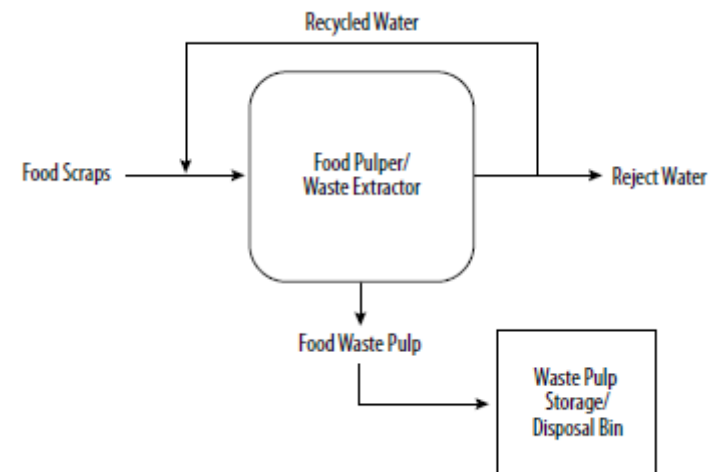 Recycled Water
Food Scraps
Food Pulper/
Waste Extractor
Reject Water
Food Waste Pulp
Waste Pulp
Storage/
Disposal Bin